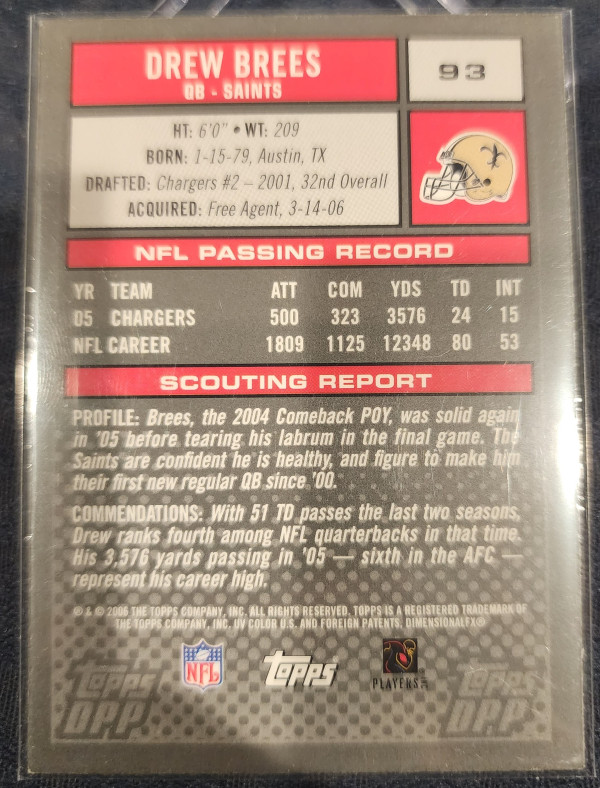 DREW BREES
QB - SAINTS
93
HT: 6'0" • WT: 209
BORN: 1-15-79, Austin, TX
DRAFTED: Chargers #2 – 2001, 32nd Overall
ACQUIRED: Free Agent, 3-14-06
NFL PASSING RECORD
YR TEAM ATT COM YDS TD INT
05 CHARGERS 500 323 3576 24 15
NFL CAREER 1809 1125 12348 80 53
SCOUTING REPORT
PROFILE: Brees, the 2004 Comeback POY, was solid again
in '05 before tearing his labrum in the final game. The
Saints are confident he is healthy, and figure to make him
their first new regular QB since '00.
COMMENDATIONS: With 51 TD passes the last two seasons,
Drew ranks fourth among NFL quarterbacks in that time.
His 3,576 yards passing in '05 — sixth in the AFC —
represent his career high.
® & © 2006 THE TOPPS COMPANY, INC. ALL RIGHTS RESERVED. TOPPS IS A REGISTERED TRADEMARK OF
THE TOPPS COMPANY, INC. UV COLOR U.S. AND FOREIGN PATENTS, DIMENSIONALFX®
NFL
topps
PLAYERS INC
Topps
DPP
Topps
DPP